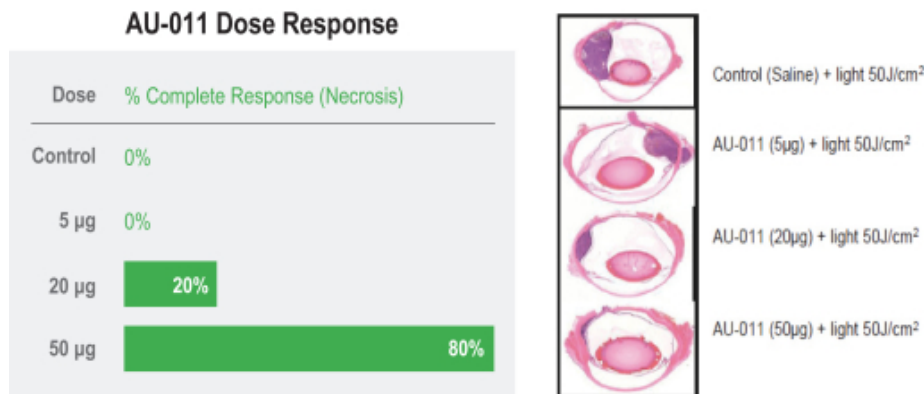 AU-011 Dose Response
Dose % Complete Response (Necrosis)
Control 0%
5 µg 0%
20 µg 20%
50 µg 80%
Control (Saline) + light 50J/cm²
AU-011 (5µg) + light 50J/cm²
AU-011 (20µg) + light 50J/cm²
AU-011 (50µg) + light 50J/cm²